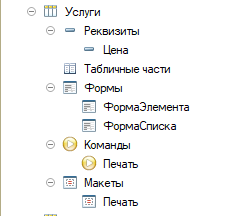 Услуги
Реквизиты
Цена
Табличные части
Формы
ФормаЭлемента
ФормаСписка
Команды
Печать
Макеты
Печать